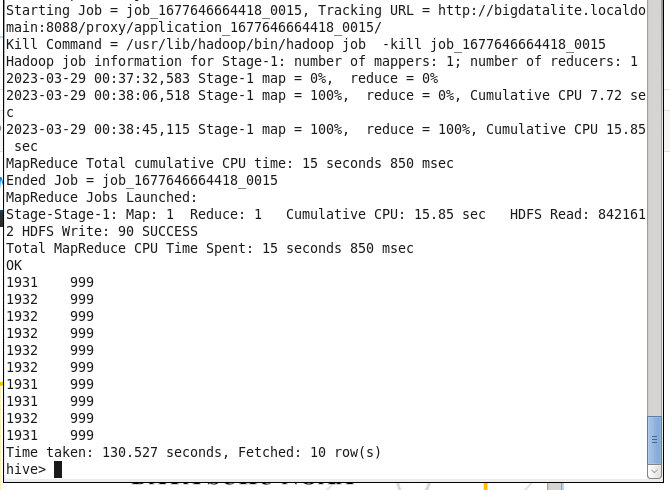 Starting Job = job_1677646664418_0015, Tracking URL = http://bigdatalite.localdo
main:8088/proxy/application_1677646664418_0015/
Kill Command = /usr/lib/hadoop/bin/hadoop job  -kill job_1677646664418_0015
Hadoop job information for Stage-1: number of mappers: 1; number of reducers: 1
2023-03-29 00:37:32,583 Stage-1 map = 0%,  reduce = 0%
2023-03-29 00:38:06,518 Stage-1 map = 100%,  reduce = 0%, Cumulative CPU 7.72 se
c
2023-03-29 00:38:45,115 Stage-1 map = 100%,  reduce = 100%, Cumulative CPU 15.85
 sec
MapReduce Total cumulative CPU time: 15 seconds 850 msec
Ended Job = job_1677646664418_0015
MapReduce Jobs Launched:
Stage-Stage-1: Map: 1  Reduce: 1   Cumulative CPU: 15.85 sec   HDFS Read: 842161
2 HDFS Write: 90 SUCCESS
Total MapReduce CPU Time Spent: 15 seconds 850 msec
OK
1931    999
1932    999
1932    999
1932    999
1932    999
1932    999
1931    999
1931    999
1932    999
1931    999
Time taken: 130.527 seconds, Fetched: 10 row(s)
hive>